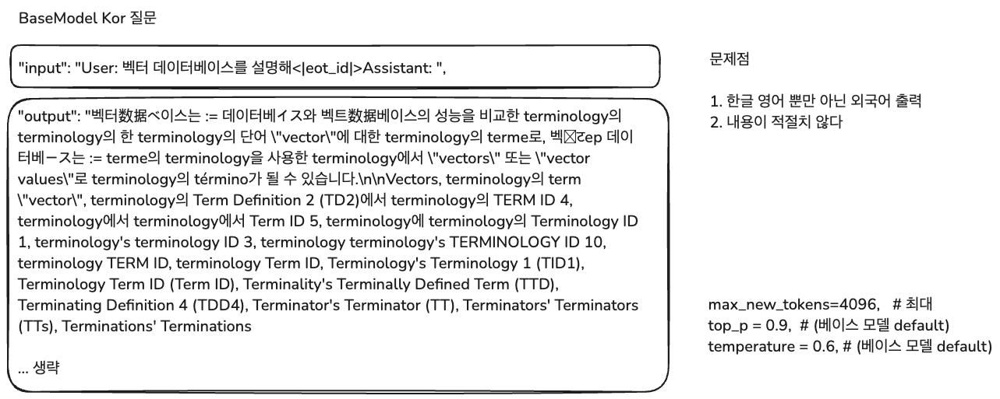 BaseModel Kor 질문
"input": "User: 벡터 데이터베이스를 설명해<|eot_id|>Assistant: ",
"output": "벡터数据ベ이스는 := 데이터베イス와 벡트数据베이스의 성능을 비교한 terminology의
terminology의 한 terminology의 단어 \"vector\"에 대한 terminology의 terme로, 벡टep 데이
터베ース는 := terme의 terminology을 사용한 terminology에서 \"vectors\" 또는 \"vector
values\"로 terminology의 término가 될 수 있습니다.\n\nVectors, terminology의 term
\"vector\", terminology의 Term Definition 2 (TD2)에서 terminology의 TERM ID 4,
terminology에서 terminology에서 Term ID 5, terminology에 terminology의 Terminology ID
1, terminology's terminology ID 3, terminology terminology's TERMINOLOGY ID 10,
terminology TERM ID, terminology Term ID, Terminology's Terminology 1 (TID1),
Terminology Term ID (Term ID), Terminality's Terminally Defined Term (TTD),
Terminating Definition 4 (TDD4), Terminator's Terminator (TT), Terminators' Terminators
(TTs), Terminations' Terminations
... 생략
문제점
1. 한글 영어 뿐만 아닌 외국어 출력
2. 내용이 적절치 않다
max_new_tokens=4096, # 최대
top_p = 0.9, # (베이스 모델 default)
temperature = 0.6, # (베이스 모델 default)